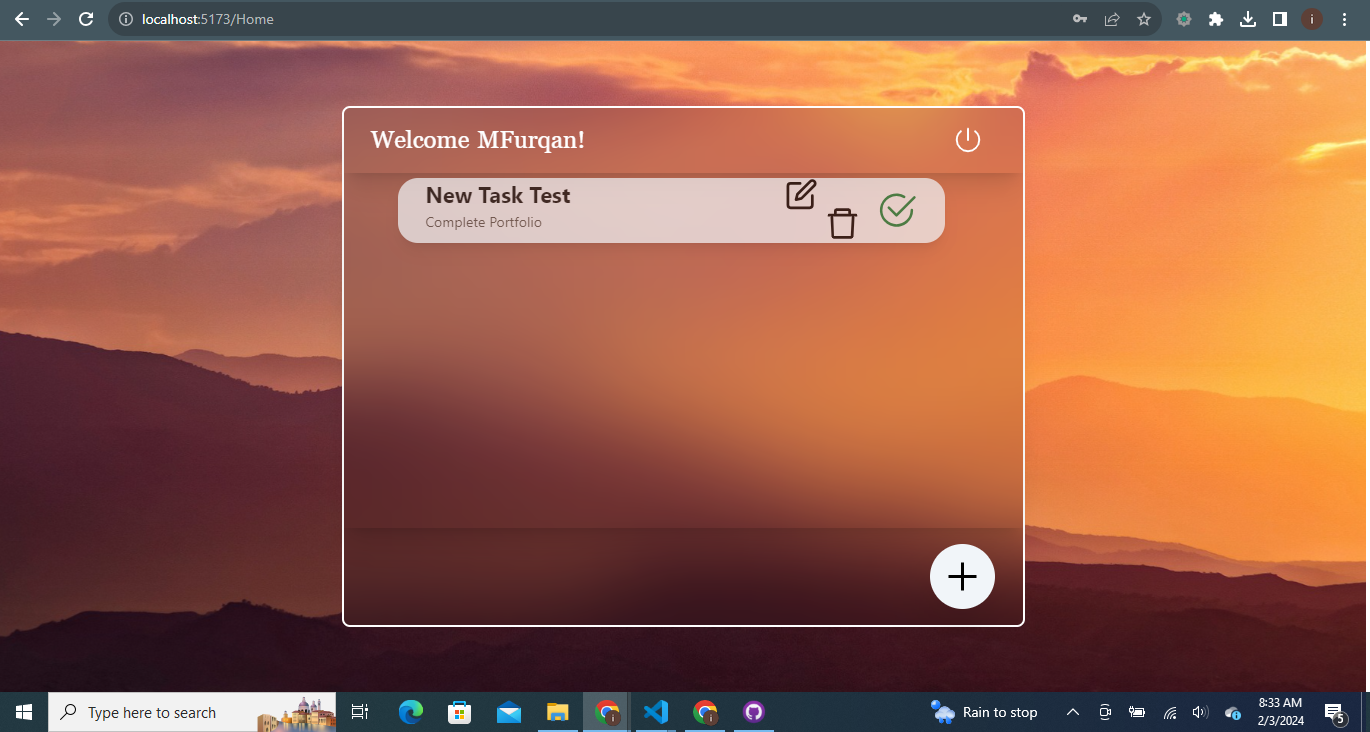 localhost:5173/Home
i
Welcome MFurqan!
New Task Test
Complete Portfolio
Type here to search
Rain to stop
8:33 AM
2/3/2024
5